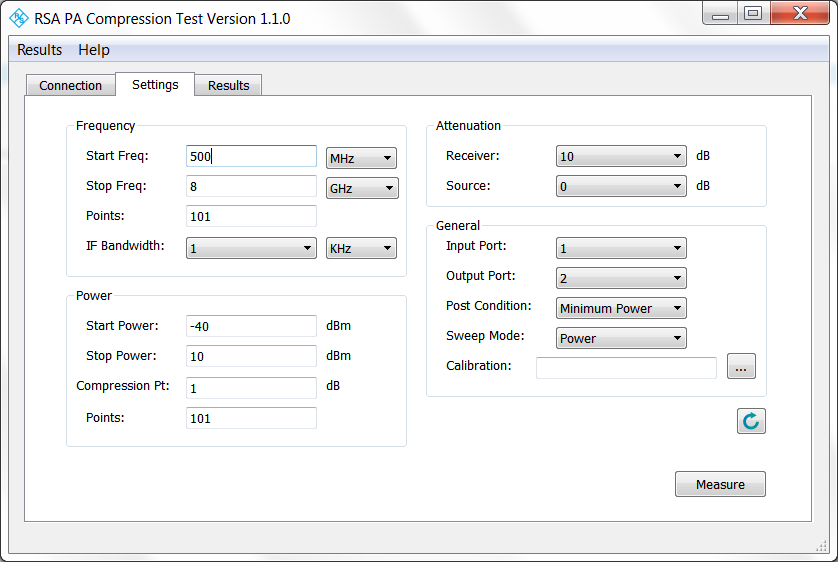 RSA PA Compression Test Version 1.1.0
Results Help
Connection Settings Results
Frequency
Start Freq: 500 MHz
Stop Freq: 8 GHz
Points: 101
IF Bandwidth: 1 KHz
Power
Start Power: -40 dBm
Stop Power: 10 dBm
Compression Pt: 1 dB
Points: 101
Attenuation
Receiver: 10 dB
Source: 0 dB
General
Input Port: 1
Output Port: 2
Post Condition: Minimum Power
Sweep Mode: Power
Calibration: ...
Measure